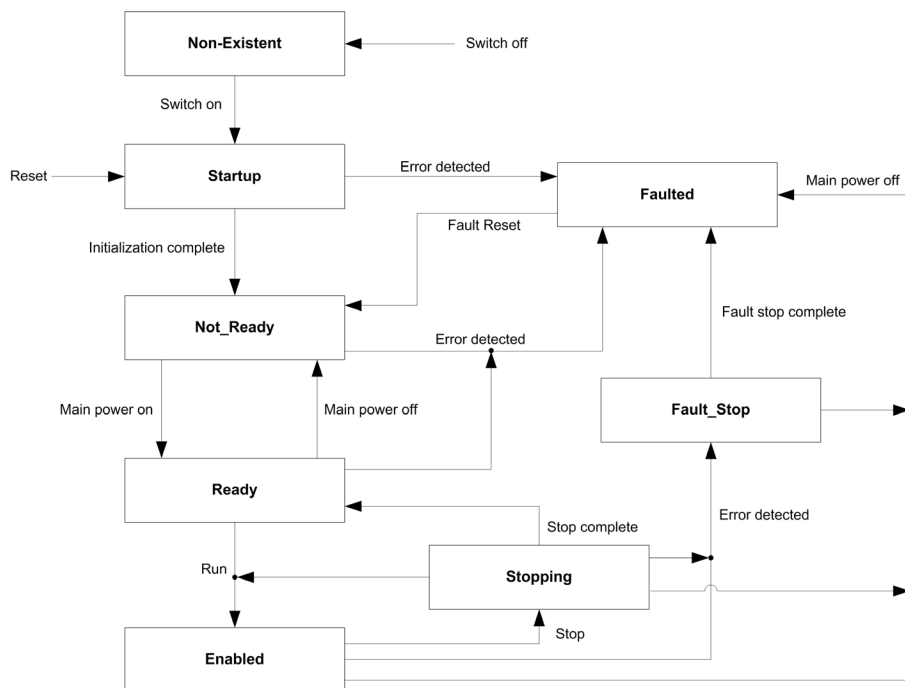 Non-Existent
Switch off
Switch on
Reset
Startup
Error detected
Faulted
Main power off
Fault Reset
Initialization complete
Not_Ready
Error detected
Fault stop complete
Main power on
Main power off
Fault_Stop
Ready
Error detected
Stop complete
Run
Stopping
Stop
Enabled